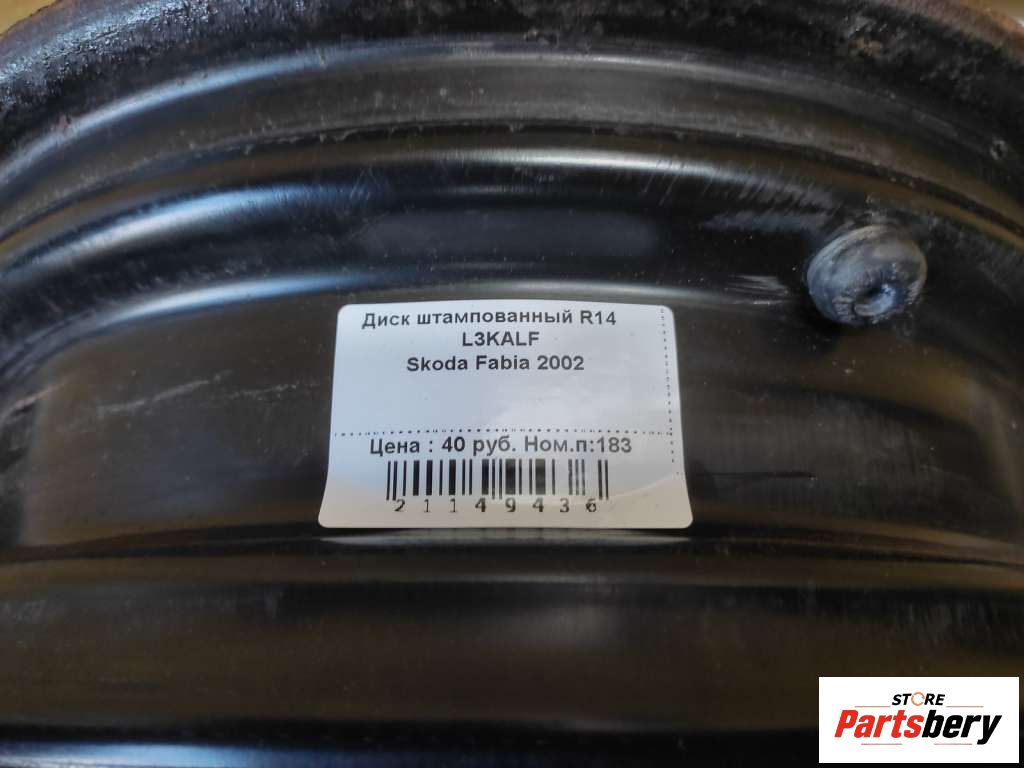 Диск штампованный R14
L3KALF
Skoda Fabia 2002
Цена : 40 руб. Ном.п:183
21149436
STORE
Partsbery